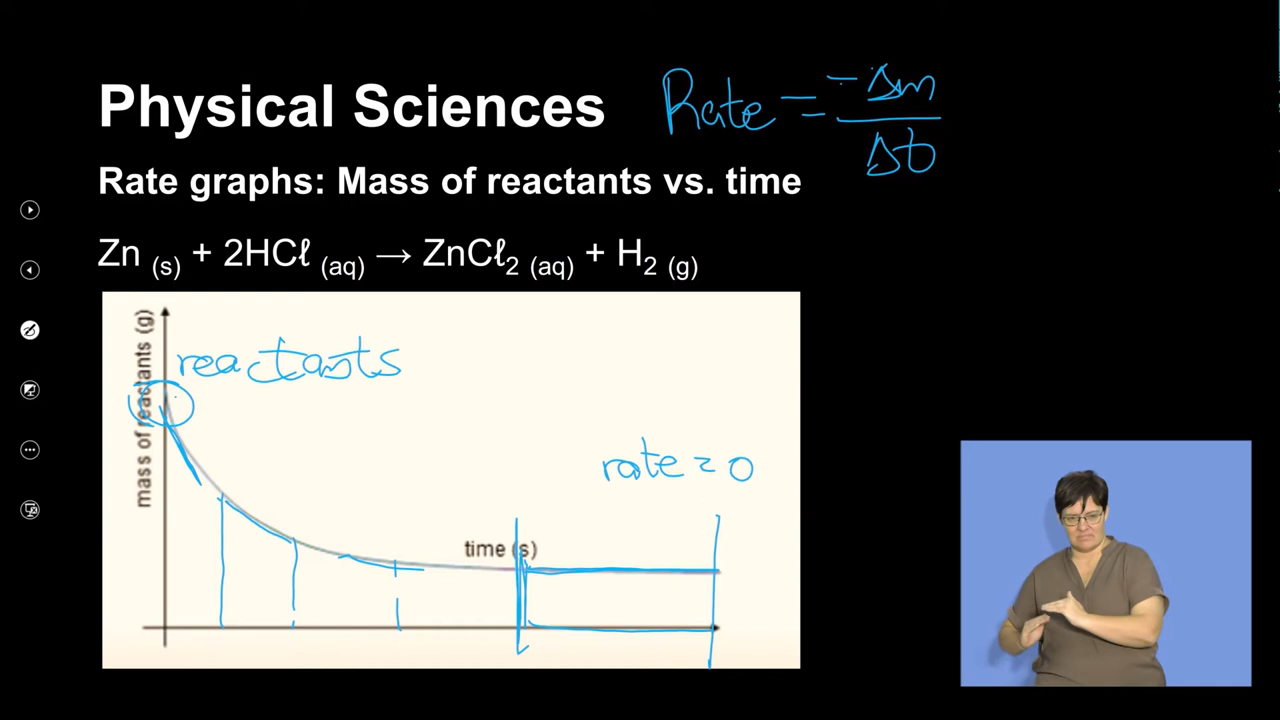 Physical Sciences
Rate = -Δm
Δt
Rate graphs: Mass of reactants vs. time
Zn (s) + 2HCℓ (aq) → ZnCℓ2 (aq) + H2 (g)
mass of reactants (g)
reactants
rate = 0
time (s)